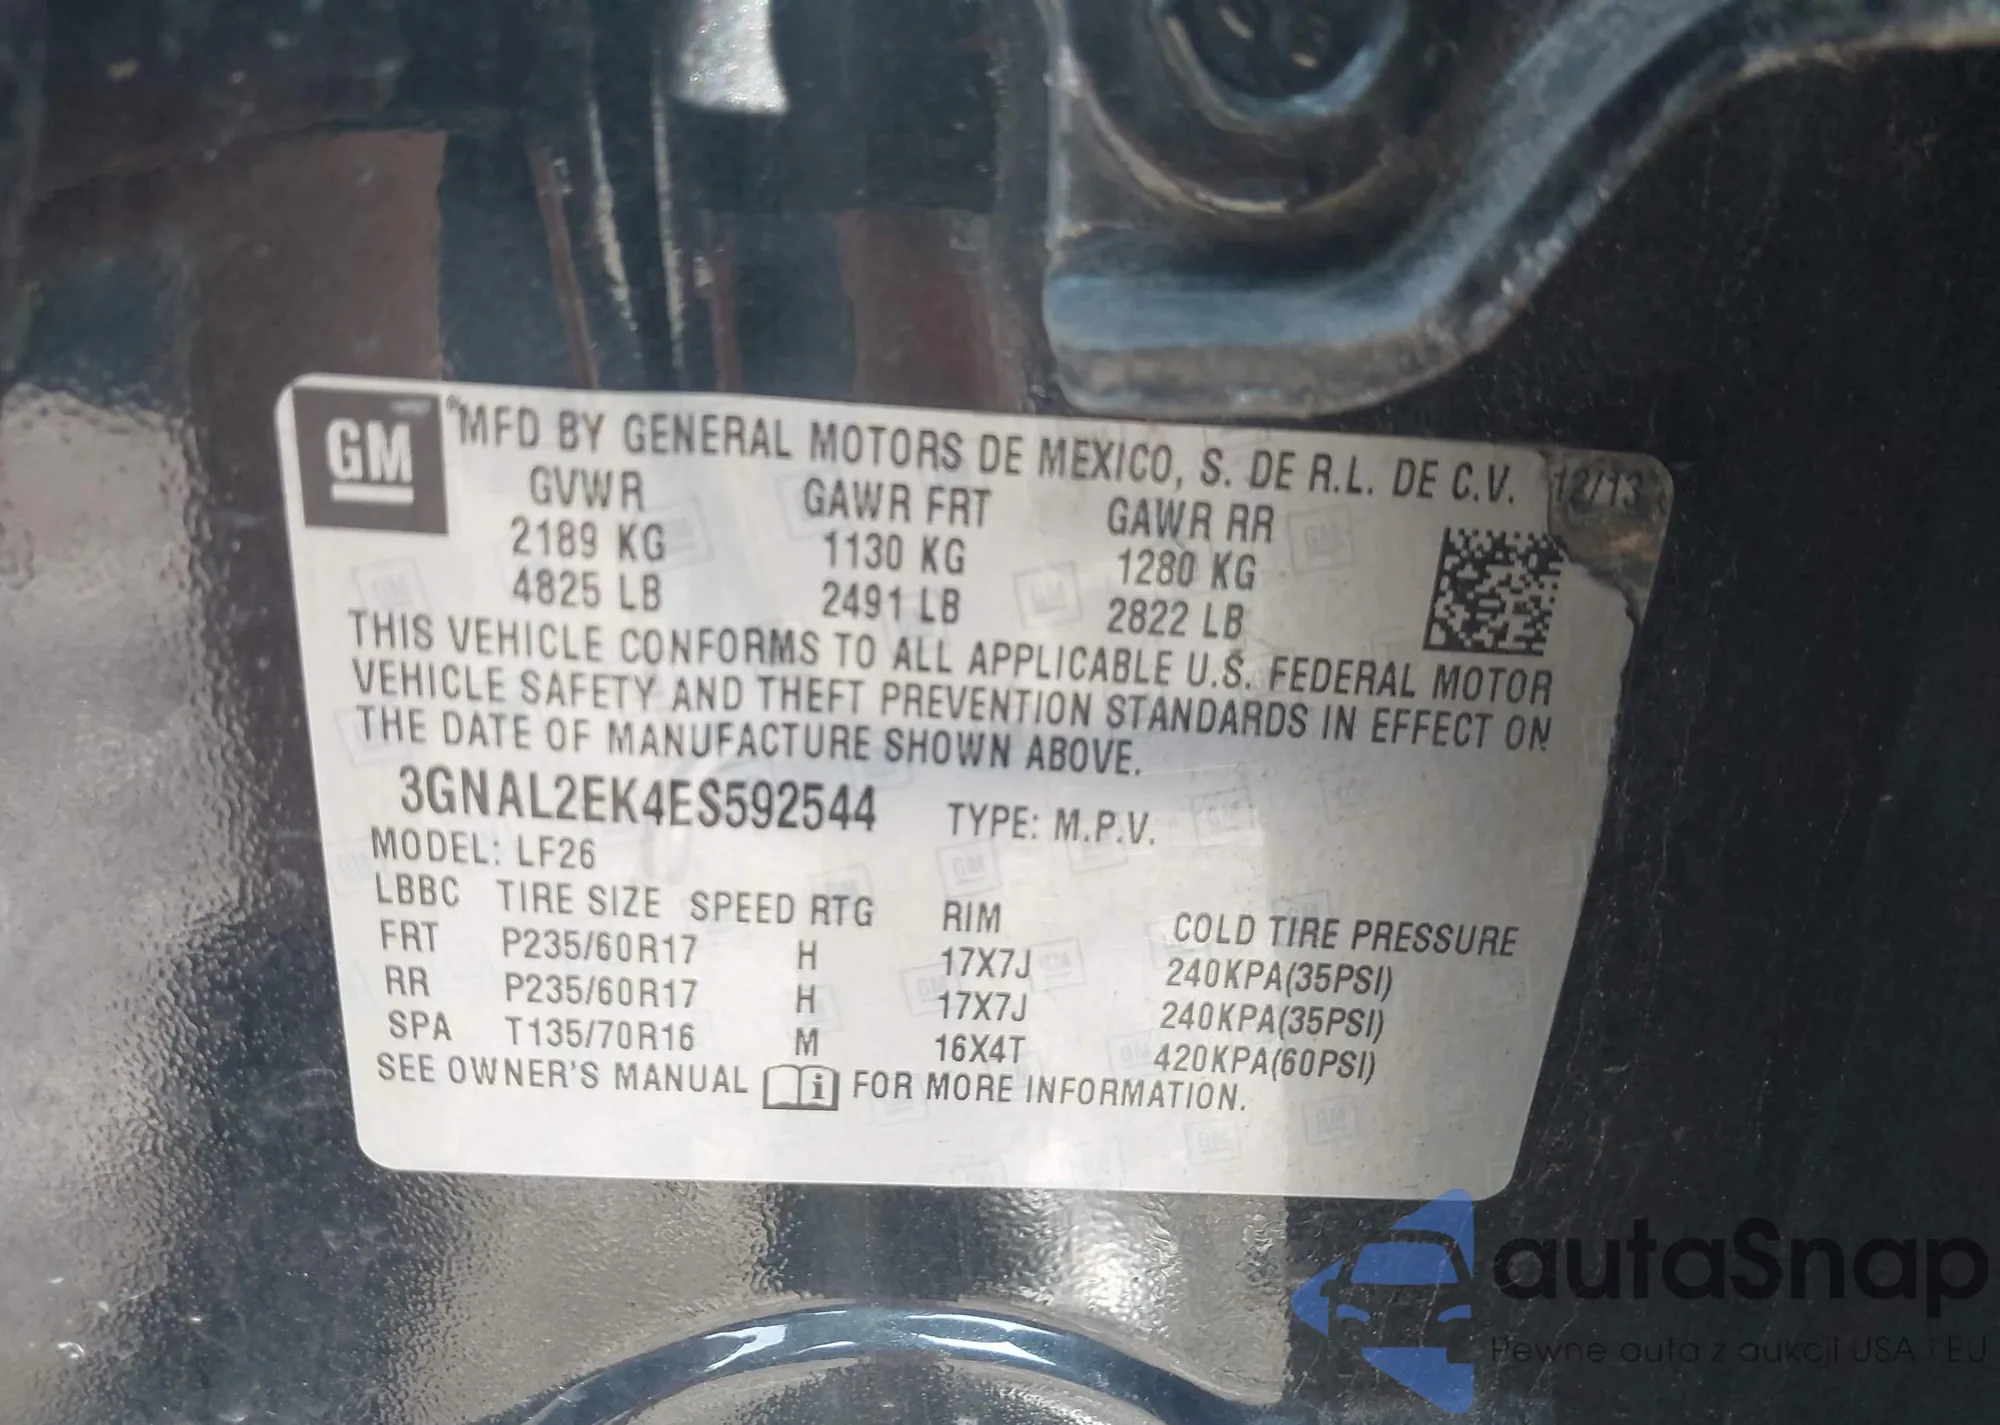 GM
®MFD BY GENERAL MOTORS DE MEXICO, S. DE R.L. DE C.V. 12/13
GVWR GAWR FRT GAWR RR
2189 KG 1130 KG 1280 KG
4825 LB 2491 LB 2822 LB
THIS VEHICLE CONFORMS TO ALL APPLICABLE U.S. FEDERAL MOTOR
VEHICLE SAFETY AND THEFT PREVENTION STANDARDS IN EFFECT ON
THE DATE OF MANUFACTURE SHOWN ABOVE.
3GNAL2EK4ES592544 TYPE: M.P.V.
MODEL: LF26
LBBC TIRE SIZE SPEED RTG RIM COLD TIRE PRESSURE
FRT P235/60R17 H 17X7J 240KPA(35PSI)
RR P235/60R17 H 17X7J 240KPA(35PSI)
SPA T135/70R16 M 16X4T 420KPA(60PSI)
SEE OWNER'S MANUAL i FOR MORE INFORMATION.
autaSnap
Pewne auta z aukcji USA i EU